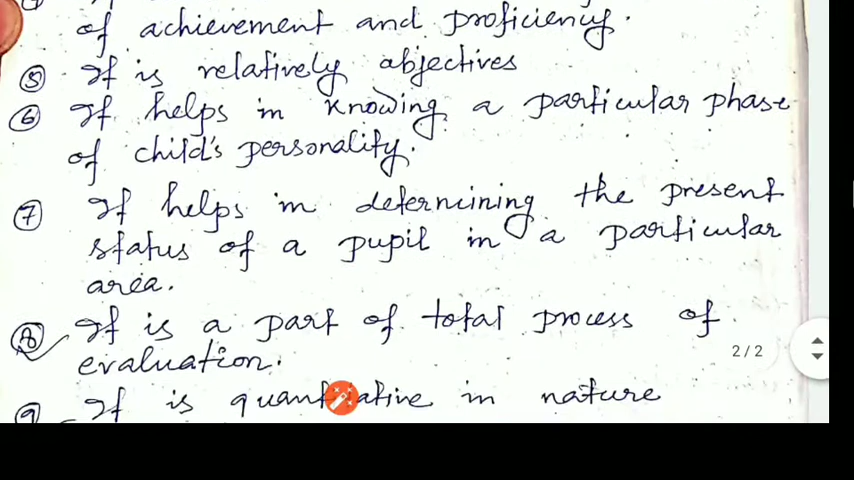 of achievement and proficiency.
⑤ It is relatively objectives
⑥ It helps in knowing a particular phase
of child's personality.
⑦ It helps in determining the present
status of a pupil in a particular
area.
⑧ It is a part of total process of
evaluation.
2/2
⑨ It is quantitative in nature